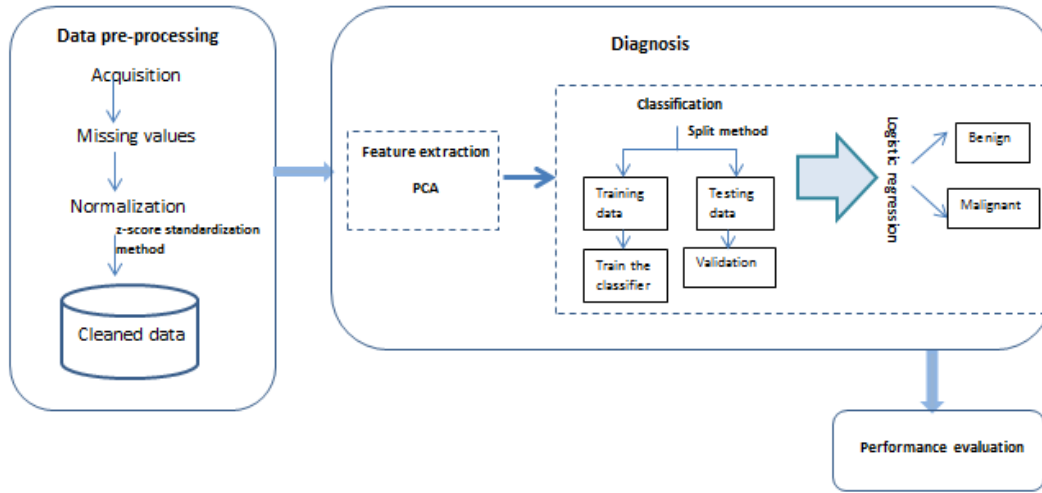 Data pre-processing
Acquisition
Missing values
Normalization
z-score standardization
method
Cleaned data
Diagnosis
Feature extraction
PCA
Classification
Split method
Training
data
Testing
data
Train the
classifier
Validation
Logistic regression
Benign
Malignant
Performance evaluation